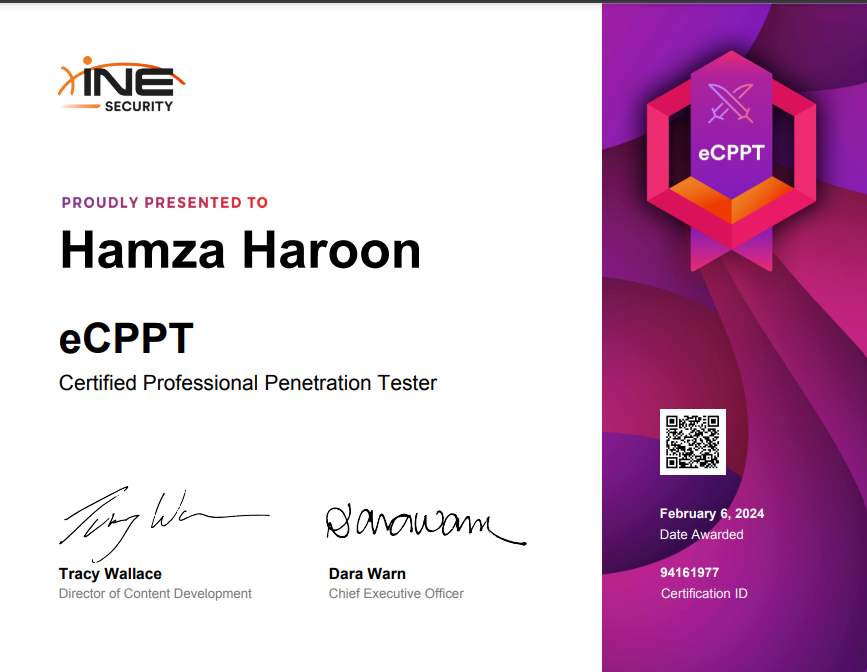 INE
SECURITY
PROUDLY PRESENTED TO
Hamza Haroon
eCPPT
Certified Professional Penetration Tester
Tracy Wallace
Director of Content Development
Dara Warn
Chief Executive Officer
eCPPT
February 6, 2024
Date Awarded
94161977
Certification ID